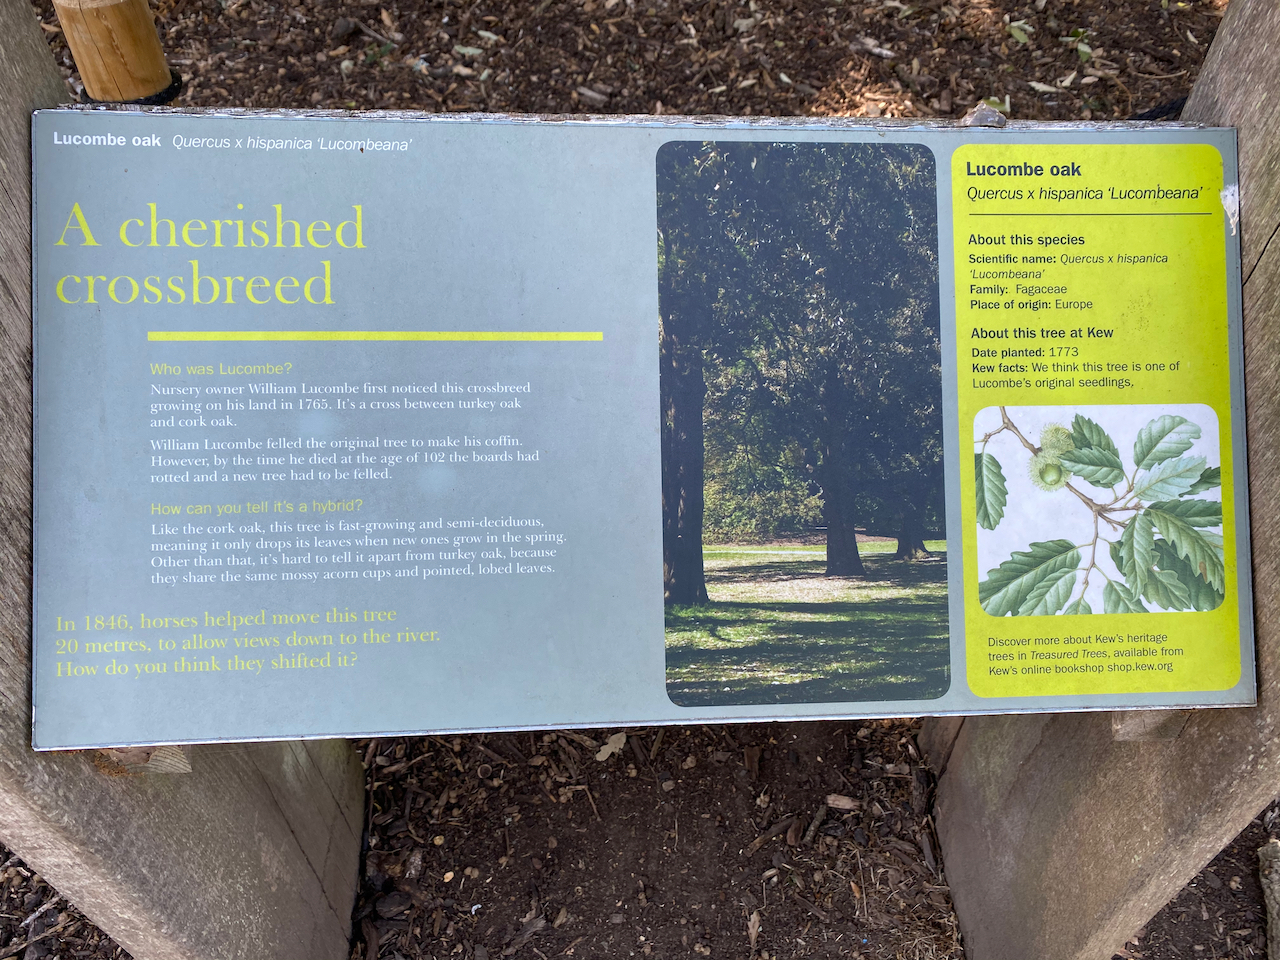 Lucombe oak Quercus x hispanica ‘Lucombeana’
A cherished
crossbreed
Who was Lucombe?
Nursery owner William Lucombe first noticed this crossbreed
growing on his land in 1765. It’s a cross between turkey oak
and cork oak.
William Lucombe felled the original tree to make his coffin.
However, by the time he died at the age of 102 the boards had
rotted and a new tree had to be felled.
How can you tell it’s a hybrid?
Like the cork oak, this tree is fast-growing and semi-deciduous,
meaning it only drops its leaves when new ones grow in the spring.
Other than that, it’s hard to tell it apart from turkey oak, because
they share the same mossy acorn cups and pointed, lobed leaves.
In 1846, horses helped move this tree
20 metres, to allow views down to the river.
How do you think they shifted it?
Lucombe oak
Quercus x hispanica ‘Lucombeana’
About this species
Scientific name: Quercus x hispanica
‘Lucombeana’
Family: Fagaceae
Place of origin: Europe
About this tree at Kew
Date planted: 1773
Kew facts: We think this tree is one of
Lucombe’s original seedlings,
Discover more about Kew’s heritage
trees in Treasured Trees, available from
Kew’s online bookshop shop.kew.org